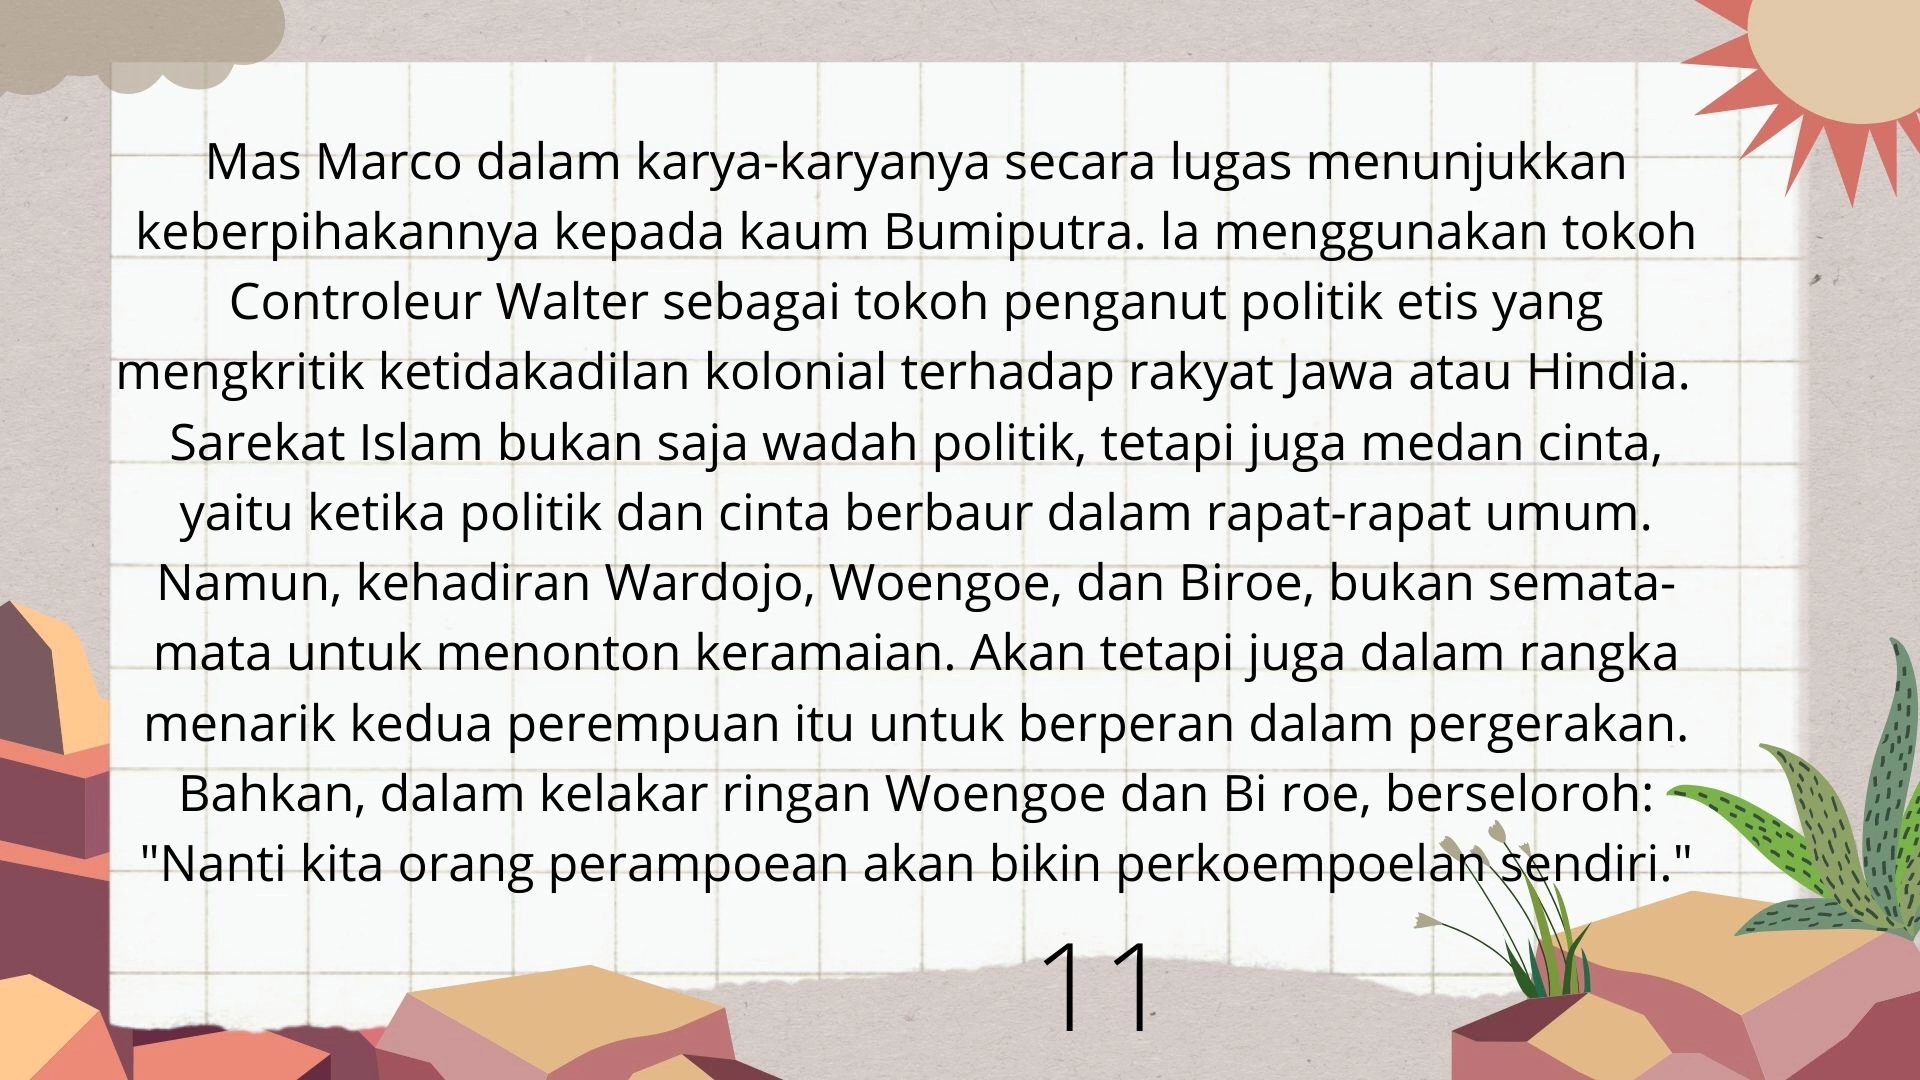 Mas Marco dalam karya-karyanya secara lugas menunjukkan
keberpihakannya kepada kaum Bumiputra. la menggunakan tokoh
Controleur Walter sebagai tokoh penganut politik etis yang
mengkritik ketidakadilan kolonial terhadap rakyat Jawa atau Hindia.
Sarekat Islam bukan saja wadah politik, tetapi juga medan cinta,
yaitu ketika politik dan cinta berbaur dalam rapat-rapat umum.
Namun, kehadiran Wardojo, Woengoe, dan Biroe, bukan semata-
mata untuk menonton keramaian. Akan tetapi juga dalam rangka
menarik kedua perempuan itu untuk berperan dalam pergerakan.
Bahkan, dalam kelakar ringan Woengoe dan Bi roe, berseloroh:
"Nanti kita orang perampoean akan bikin perkoempoelan sendiri."
11